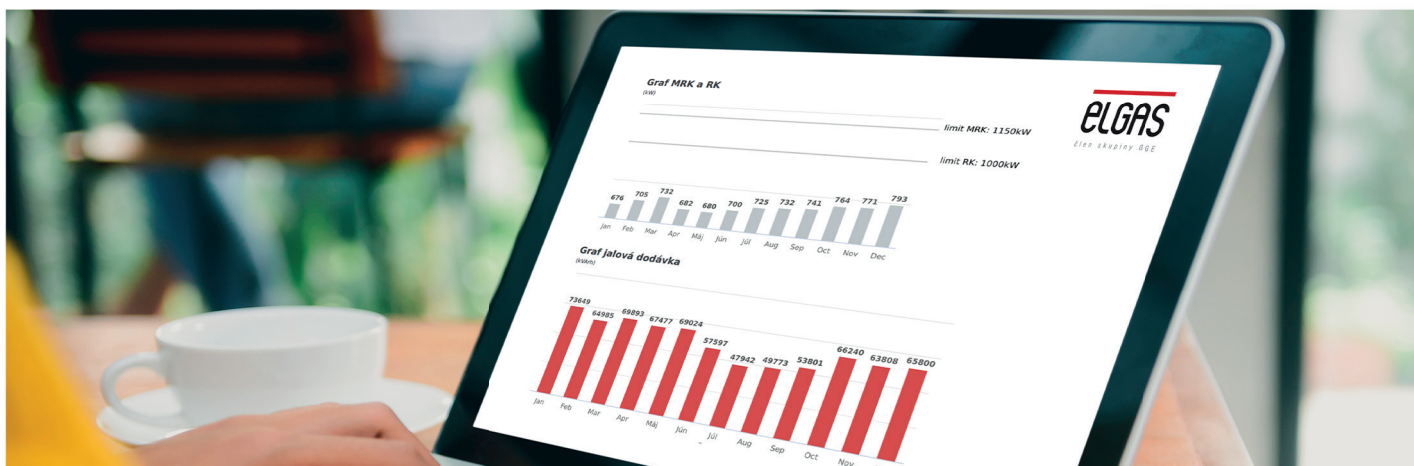 Graf MRK a RK
(kW)
limit MRK: 1150kW
limit RK: 1000kW
676 705 732 682 680 700 725 732 741 764 771 793
Jan Feb Mar Apr Máj Jún Júl Aug Sep Oct Nov Dec
Graf jalová dodávka
(kVArh)
73649 64985 69893 67477 69024 57597 47942 49773 53801 66240 63808 65800
Jan Feb Mar Apr Máj Jún Júl Aug Sep Oct Nov
elGAS
člen skupiny GGE